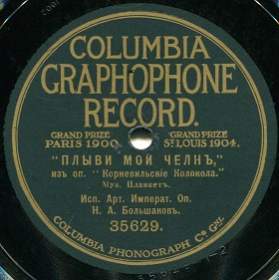 COLUMBIA
GRAPHOPHONE
RECORD.
GRAND PRIZE PARIS 1900.
GRAND PRIZE ST LOUIS 1904.
"ПЛЫВИ МОЙ ЧЕЛНЪ,"
изъ оп. "Корневильскіе Колокола."
Муз. Планкетъ.
Исп. Арт. Императ. Оп.
Н. А. Большаковъ.
35629.
COLUMBIA PHONOGRAPH Co Gen'l